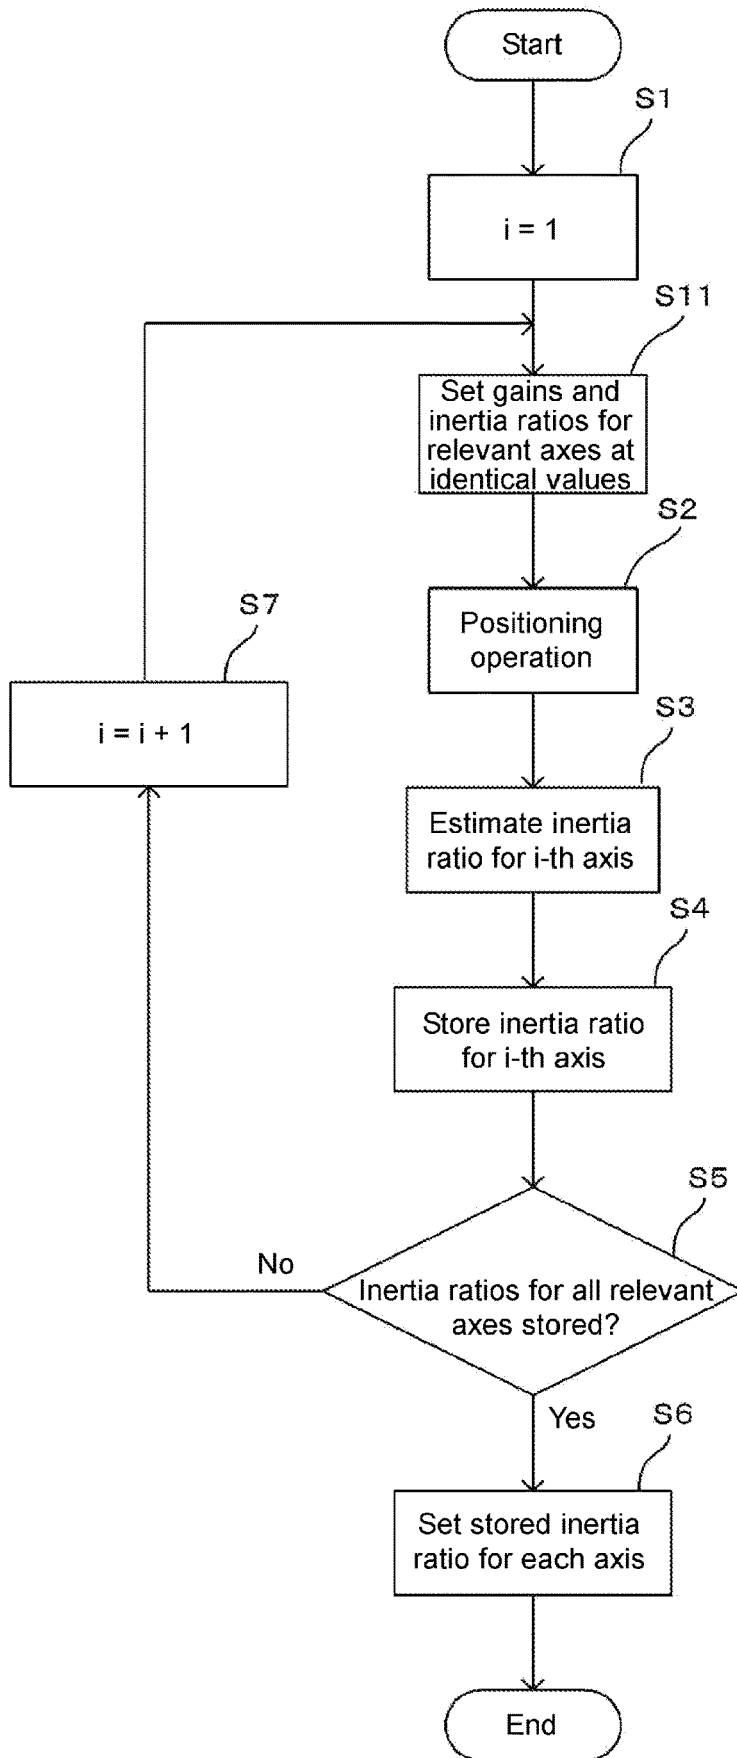 Start
S1
i = 1
S11
Set gains and
inertia ratios for
relevant axes at
identical values
S2
Positioning
operation
S7
i = i + 1
S3
Estimate inertia
ratio for i-th axis
S4
Store inertia ratio
for i-th axis
S5
No
Inertia ratios for all relevant
axes stored?
Yes
S6
Set stored inertia
ratio for each axis
End